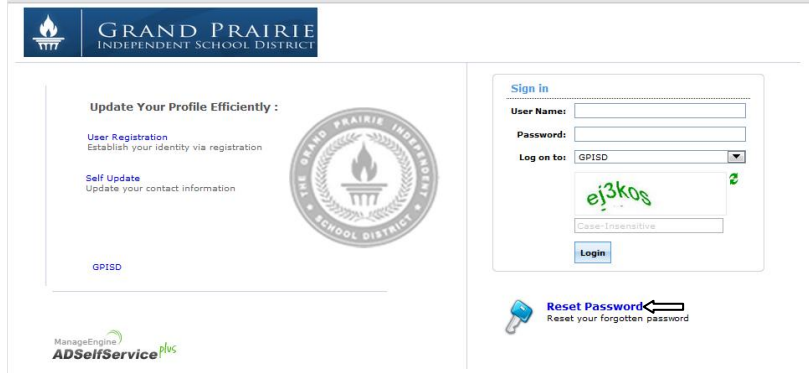 GRAND PRAIRIE
INDEPENDENT SCHOOL DISTRICT
Update Your Profile Efficiently :
User Registration
Establish your identity via registration
Self Update
Update your contact information
GPISD
THE GRAND PRAIRIE INDEPENDENT
SCHOOL DISTRICT
ManageEngine
ADSelfService plus
Sign in
User Name:
Password:
Log on to: GPISD
ej3kos
Case-Insensitive
Login
Reset Password
Reset your forgotten password